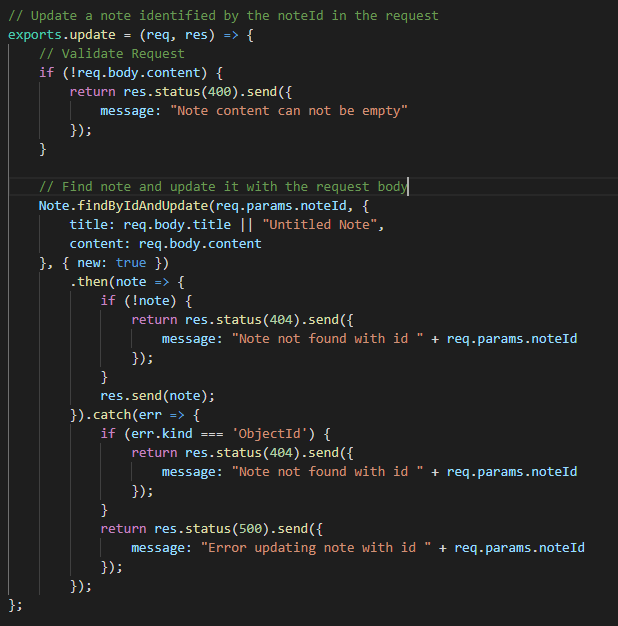 // Update a note identified by the noteId in the request
exports.update = (req, res) => {
    // Validate Request
    if (!req.body.content) {
        return res.status(400).send({
            message: "Note content can not be empty"
        });
    }

    // Find note and update it with the request body
    Note.findByIdAndUpdate(req.params.noteId, {
        title: req.body.title || "Untitled Note",
        content: req.body.content
    }, { new: true })
        .then(note => {
            if (!note) {
                return res.status(404).send({
                    message: "Note not found with id " + req.params.noteId
                });
            }
            res.send(note);
        }).catch(err => {
            if (err.kind === 'ObjectId') {
                return res.status(404).send({
                    message: "Note not found with id " + req.params.noteId
                });
            }
            return res.status(500).send({
                message: "Error updating note with id " + req.params.noteId
            });
        });
};